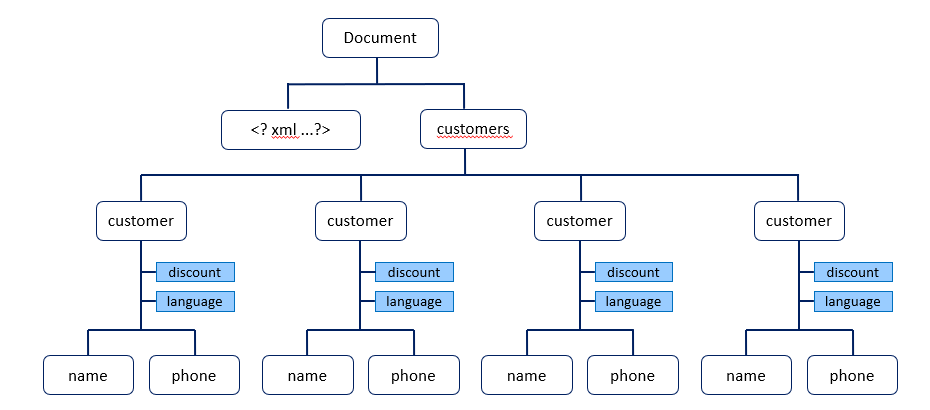 Document
<? xml ...?>
customers
customer
customer
customer
customer
discount
discount
discount
discount
language
language
language
language
name
phone
name
phone
name
phone
name
phone